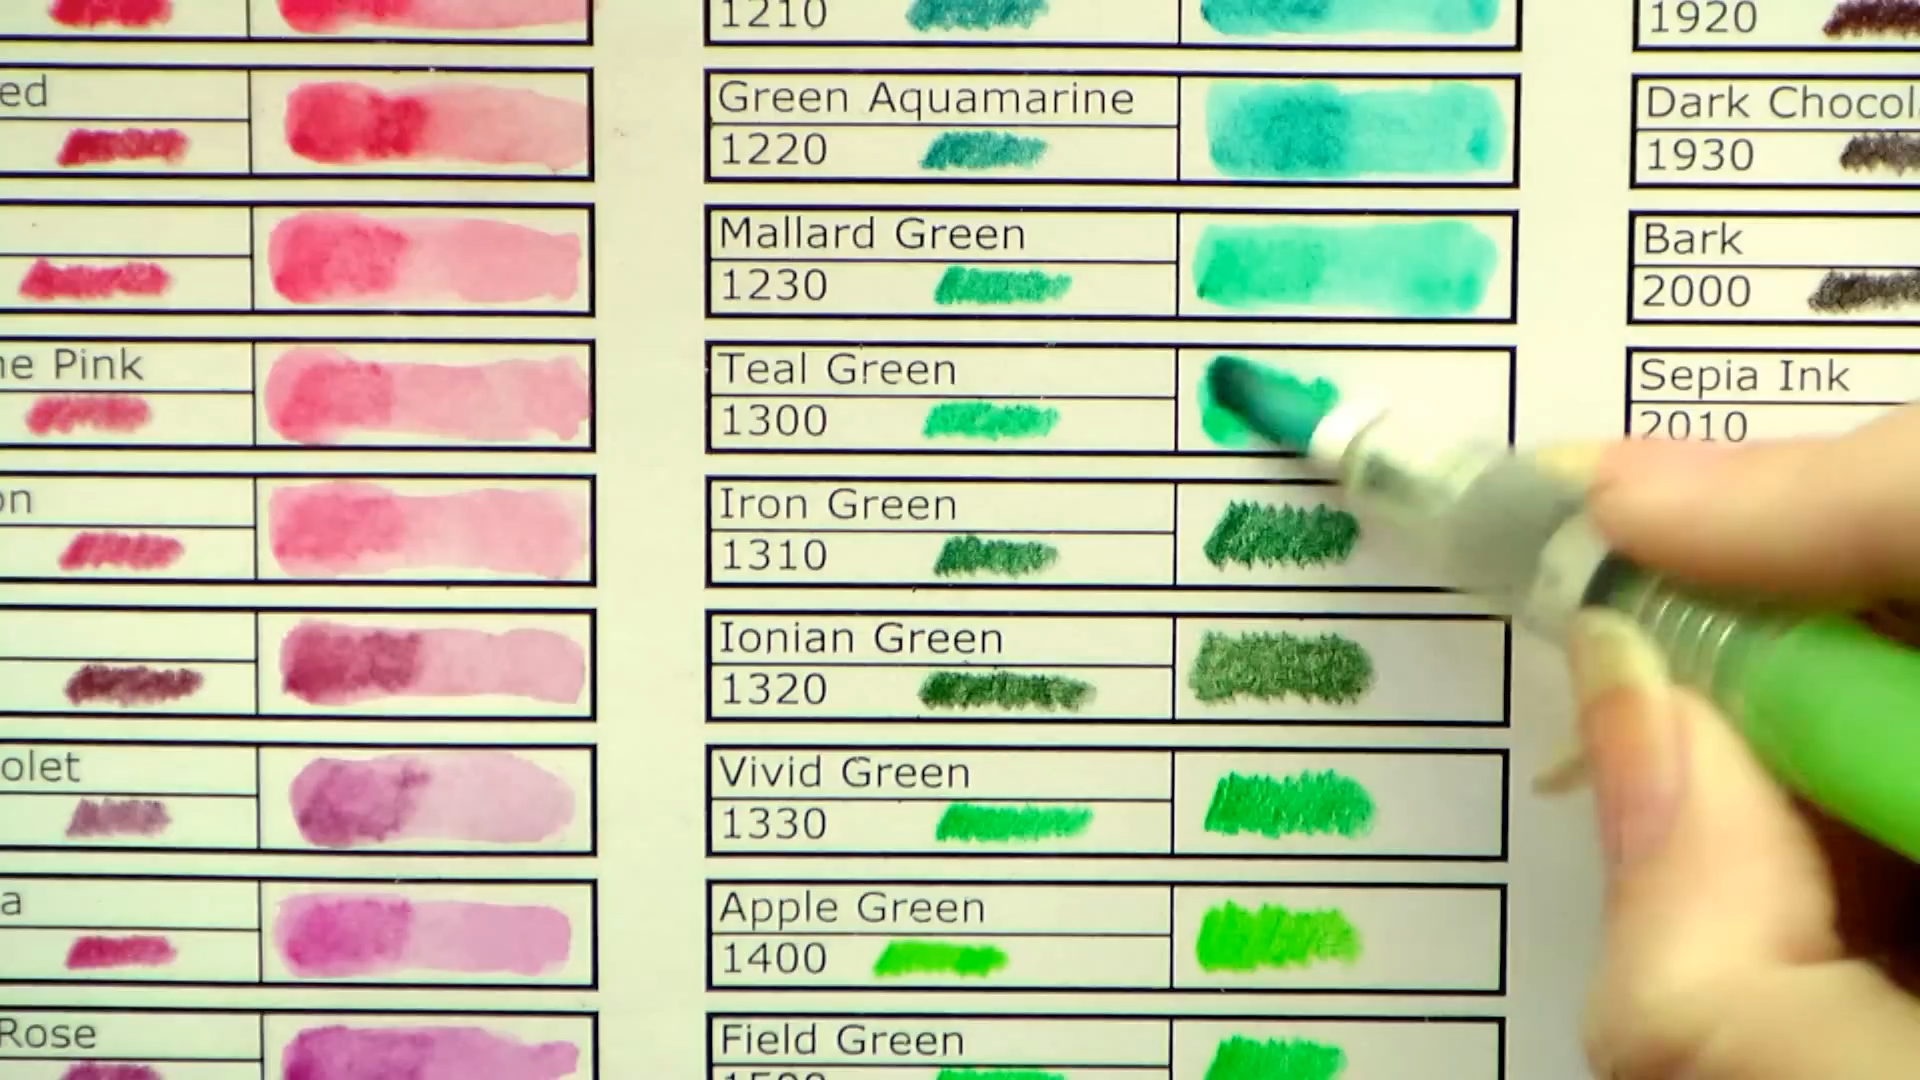 ed
ne Pink
on
olet
a
Rose
1210
Green Aquamarine
1220
Mallard Green
1230
Teal Green
1300
Iron Green
1310
Ionian Green
1320
Vivid Green
1330
Apple Green
1400
Field Green
1500
1920
Dark Chocol
1930
Bark
2000
Sepia Ink
2010